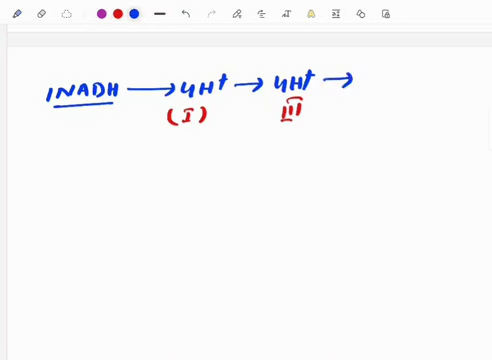 1NADH → 4H⁺ → 4H⁺ →
(I) III